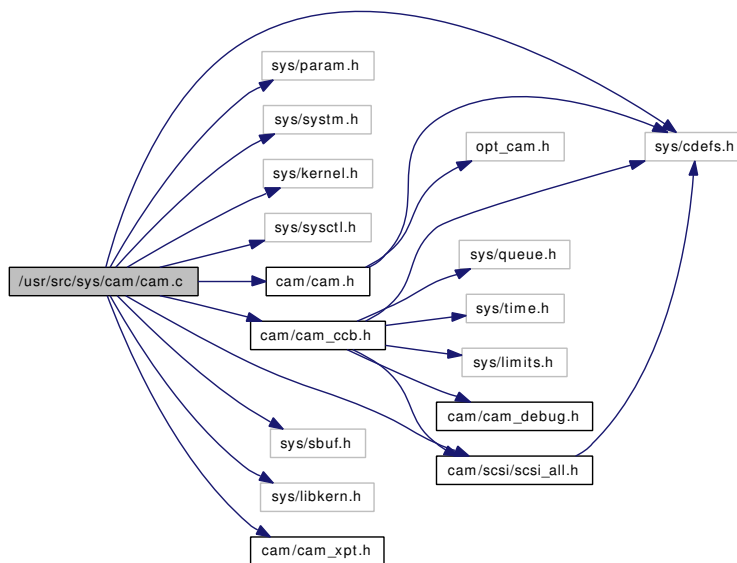 sys/param.h
sys/systm.h
opt_cam.h
sys/cdefs.h
sys/kernel.h
sys/sysctl.h
sys/queue.h
/usr/src/sys/cam/cam.c
cam/cam.h
sys/time.h
cam/cam_ccb.h
sys/limits.h
cam/cam_debug.h
sys/sbuf.h
cam/scsi/scsi_all.h
sys/libkern.h
cam/cam_xpt.h